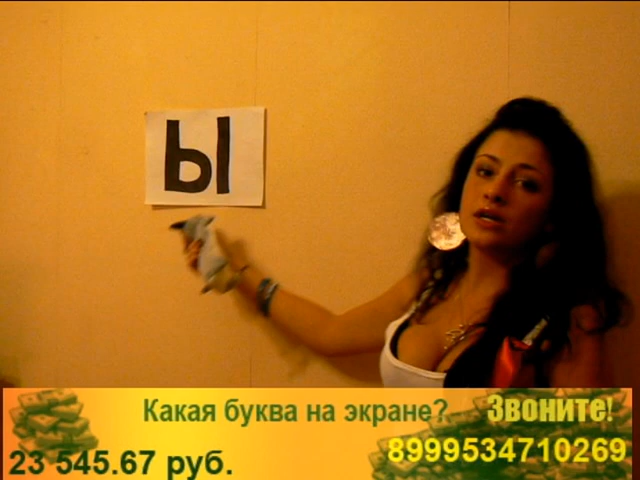 Ы
Какая буква на экране?
Звоните!
23 545.67 руб.
8999534710269